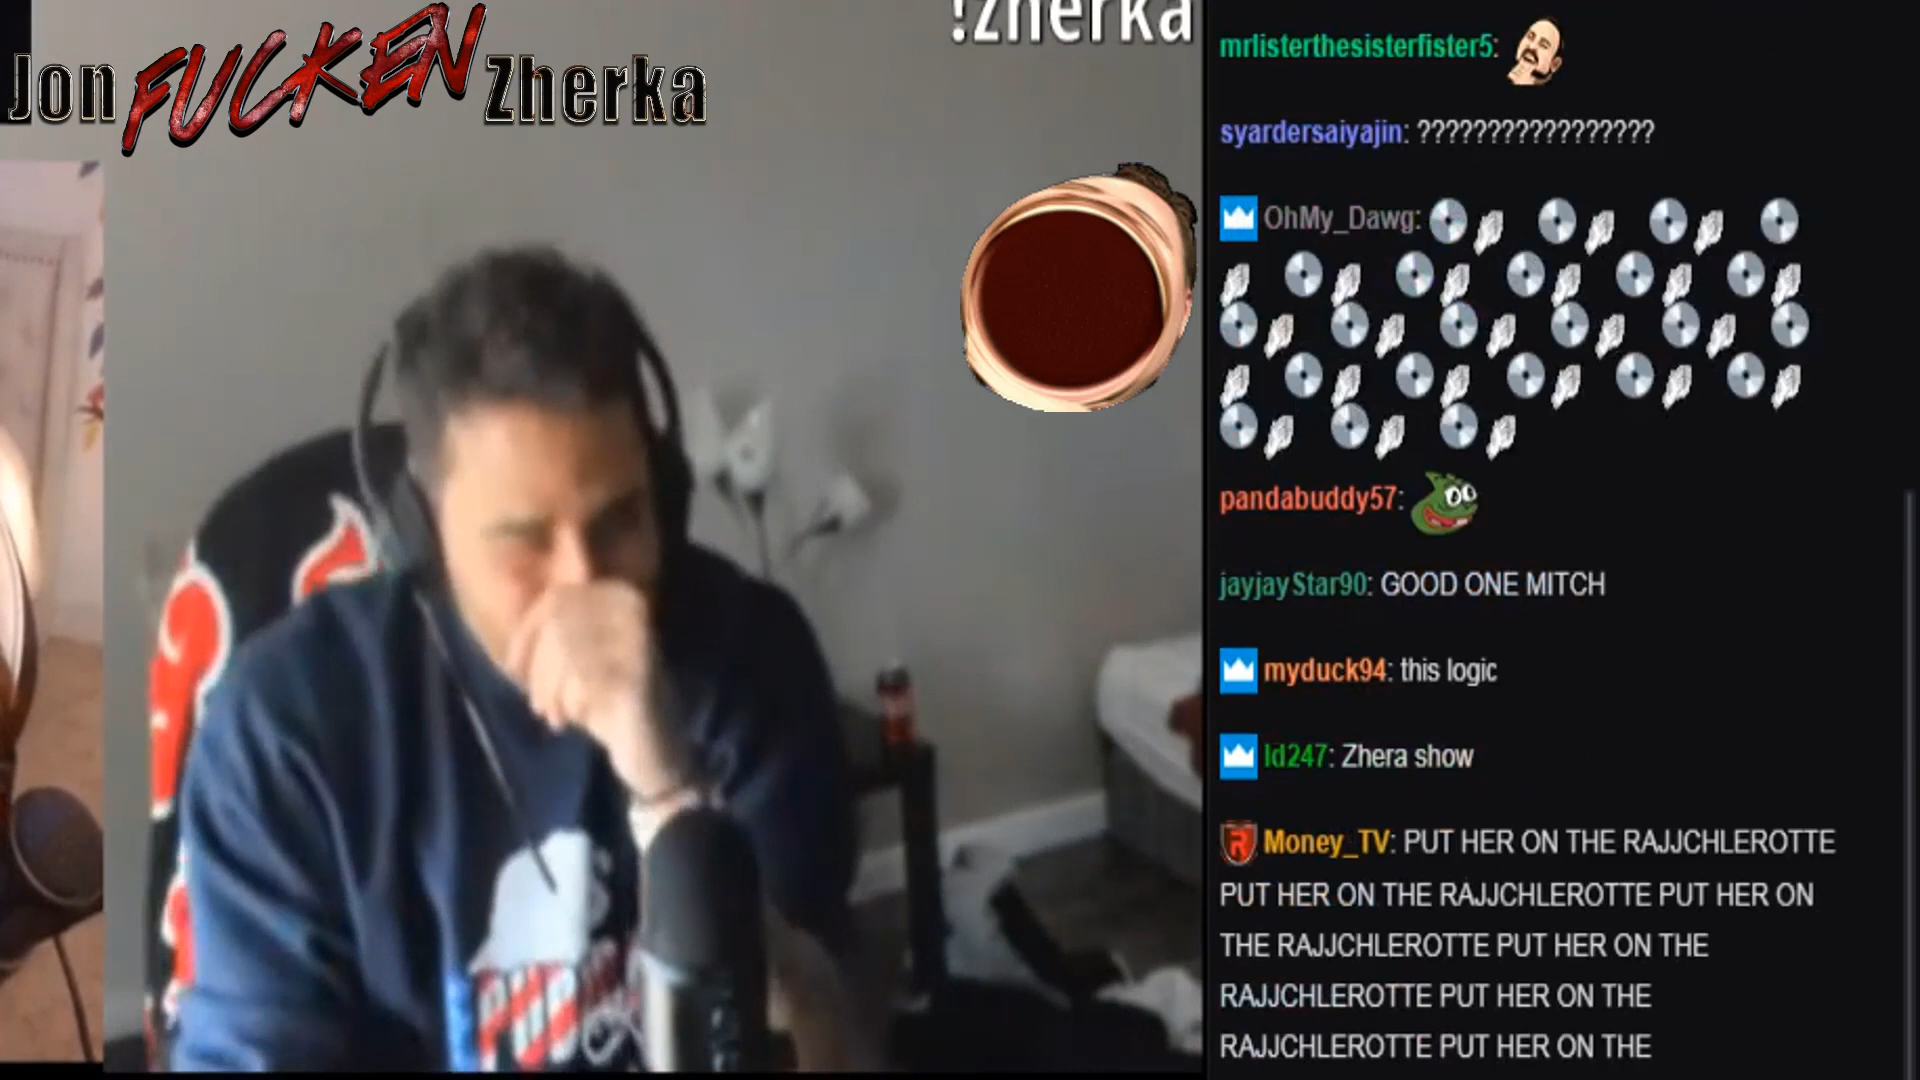 Jon FUCKEN Zherka
!zherka
mrlisterthesisterfister5:
syardersaiyajin: ?????????????????
OhMy_Dawg:
pandabuddy57:
jayjayStar90: GOOD ONE MITCH
myduck94: this logic
ld247: Zhera show
Money_TV: PUT HER ON THE RAJJCHLEROTTE
PUT HER ON THE RAJJCHLEROTTE PUT HER ON
THE RAJJCHLEROTTE PUT HER ON THE
RAJJCHLEROTTE PUT HER ON THE
RAJJCHLEROTTE PUT HER ON THE